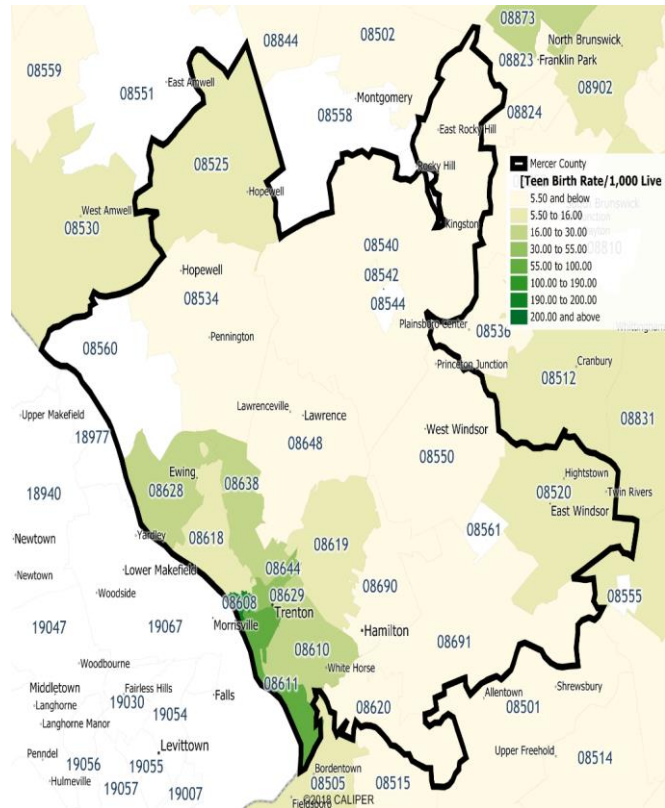 08873
08844
08502
North Brunswick
08823
Franklin Park
08559
East Amwell
08902
08551
08558
Montgomery
08824
East Rocky Hill
Mercer County
08525
Rocky Hill
[Teen Birth Rate/1,000 Live
Hopewell
5.50 and below
5.50 to 16.00
West Amwell
16.00 to 30.00
08530
Kingston
30.00 to 55.00
08540
08810
55.00 to 100.00
Hopewell
08542
100.00 to 190.00
08534
08544
190.00 to 200.00
200.00 and above
Plainsboro Center
08536
Pennington
08560
Princeton Junction
Cranbury
08512
Upper Makefield
Lawrenceville
Lawrence
08831
18977
08648
West Windsor
08550
Ewing
Hightstown
18940
08628
08638
08520
Twin Rivers
East Windsor
08561
Newtown
Yardley
08618
08619
Lower Makefield
08644
Newtown
08690
Woodside
08608
08629
08555
Trenton
19047
19067
Morrisville
Hamilton
08691
08610
Woodbourne
White Horse
Middletown
Fairless Hills
08611
Shrewsbury
Langhorne
19030
Falls
Allentown
08501
19054
08620
Langhorne Manor
Penndel
Levittown
Upper Freehold
08514
19056
19055
Bordentown
Hulmeville
19057
19007
08505
08515
©2018 CALIPER
Fieldsboro